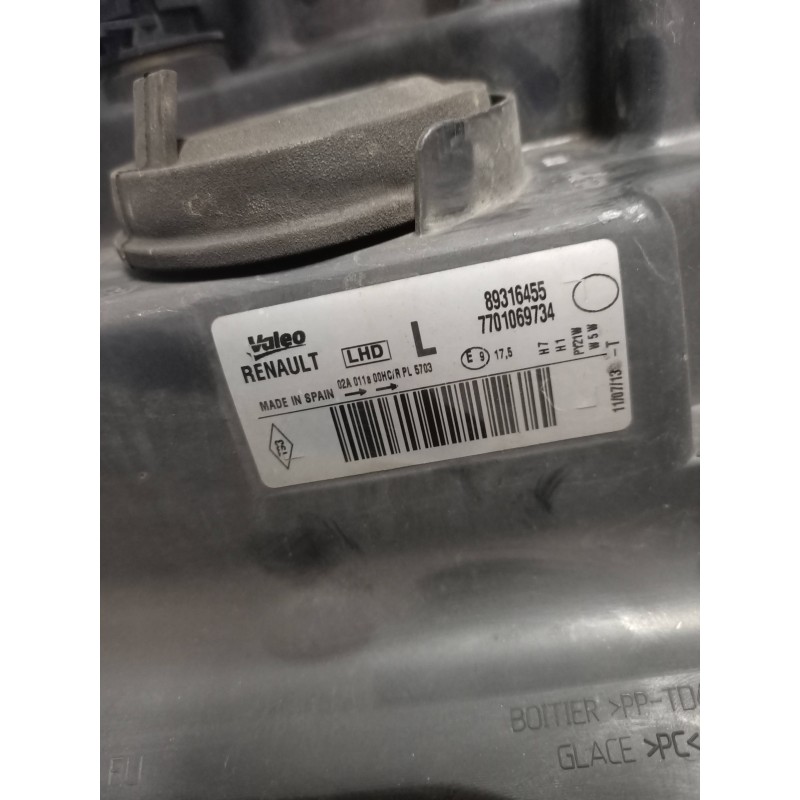 Valeo
RENAULT
LHD
L
89316455
7701069734
MADE IN SPAIN
02A 011a 00HC/R PL 5703
E 9
17,5
H7
H1
PY21W
W5W
11/07/13 -T
BOITIER >PP-TD
GLACE >PC<